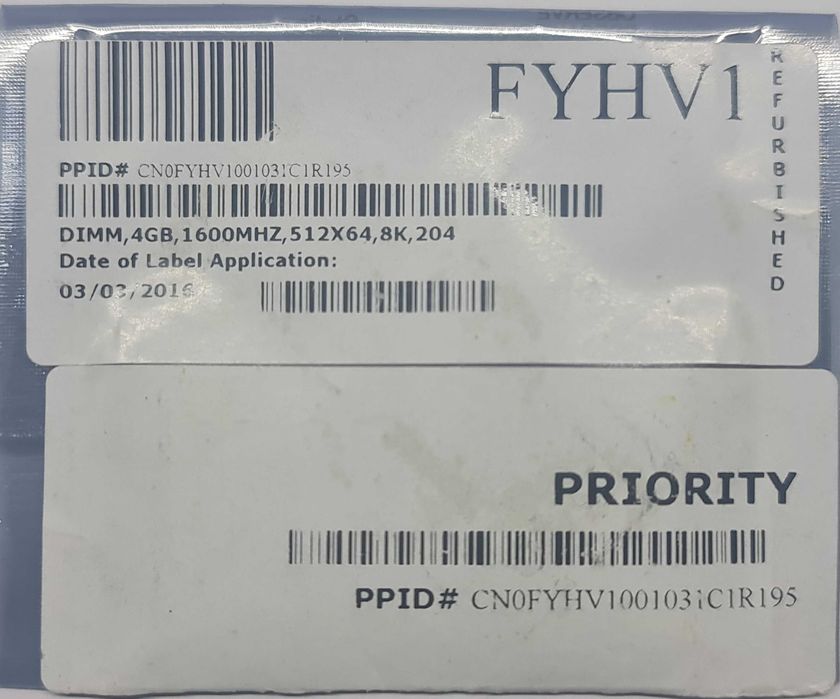 FYHV1
REFURBISHED
PPID# CN0FYHV1001031C1R195
DIMM,4GB,1600MHZ,512X64,8K,204
Date of Label Application:
03/03/2016
PRIORITY
PPID# CN0FYHV1001031C1R195